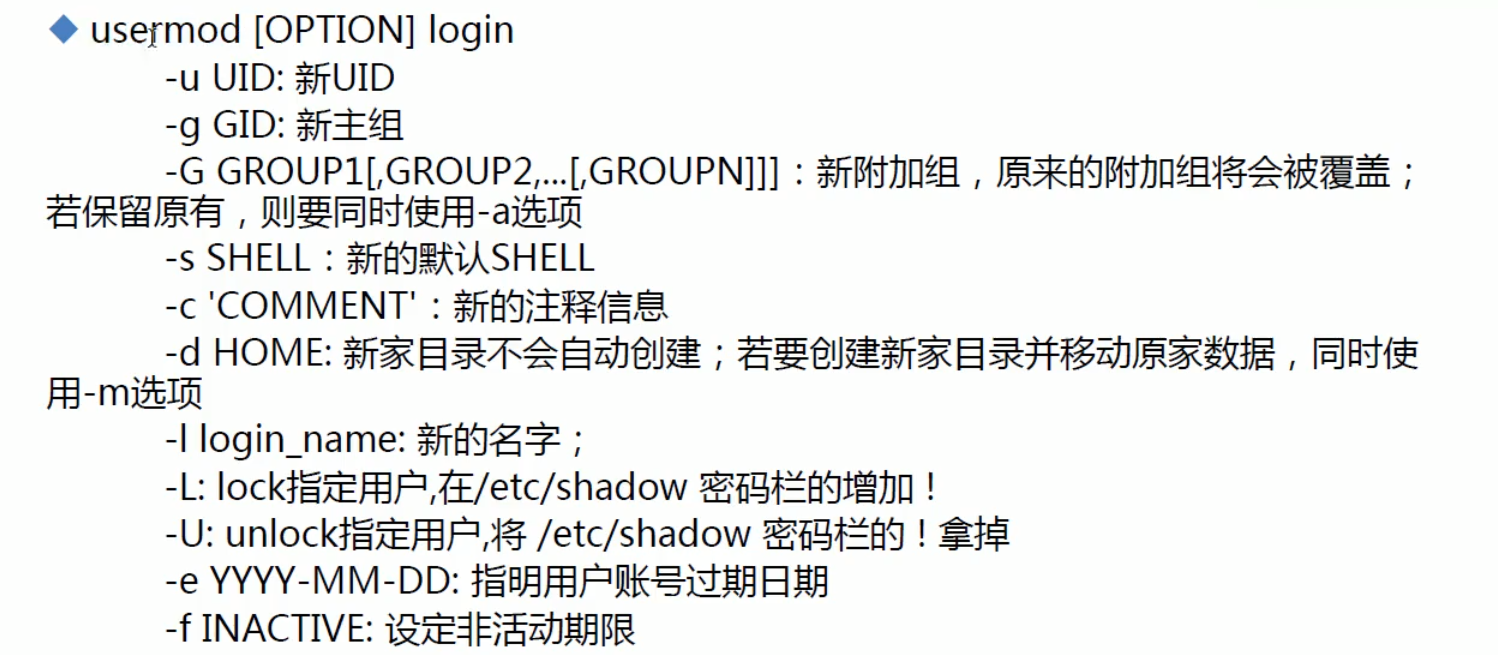 usermod [OPTION] login
-u UID: 新UID
-g GID: 新主组
-G GROUP1[,GROUP2,...[,GROUPN]]]：新附加组，原来的附加组将会被覆盖；
若保留原有，则要同时使用-a选项
-s SHELL：新的默认SHELL
-c 'COMMENT'：新的注释信息
-d HOME: 新家目录不会自动创建；若要创建新家目录并移动原家数据，同时使
用-m选项
-l login_name: 新的名字；
-L: lock指定用户,在/etc/shadow 密码栏的增加！
-U: unlock指定用户,将 /etc/shadow 密码栏的！拿掉
-e YYYY-MM-DD: 指明用户账号过期日期
-f INACTIVE: 设定非活动期限